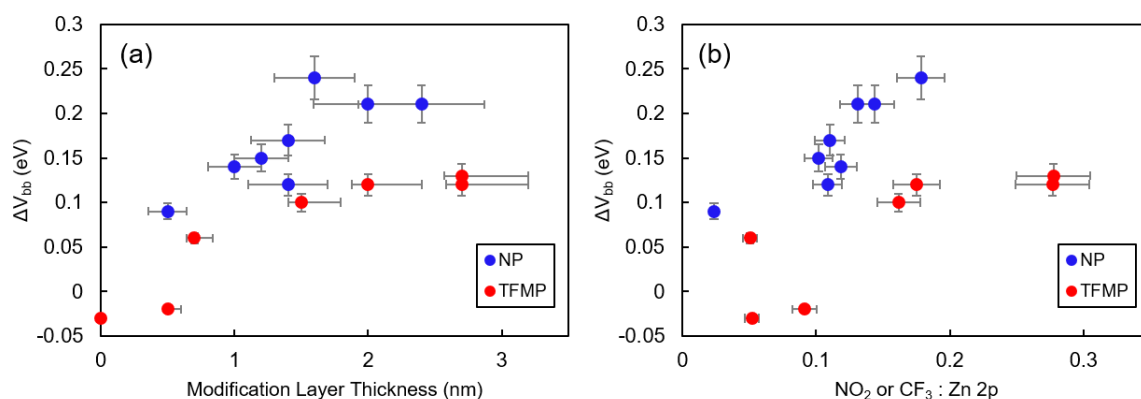 (a)
ΔVbb (eV)
0.3
0.25
0.2
0.15
0.1
0.05
0
-0.05
0
1
2
3
Modification Layer Thickness (nm)
NP
TFMP
(b)
ΔVbb (eV)
0.3
0.25
0.2
0.15
0.1
0.05
0
-0.05
0
0.1
0.2
0.3
NO2 or CF3 : Zn 2p
NP
TFMP